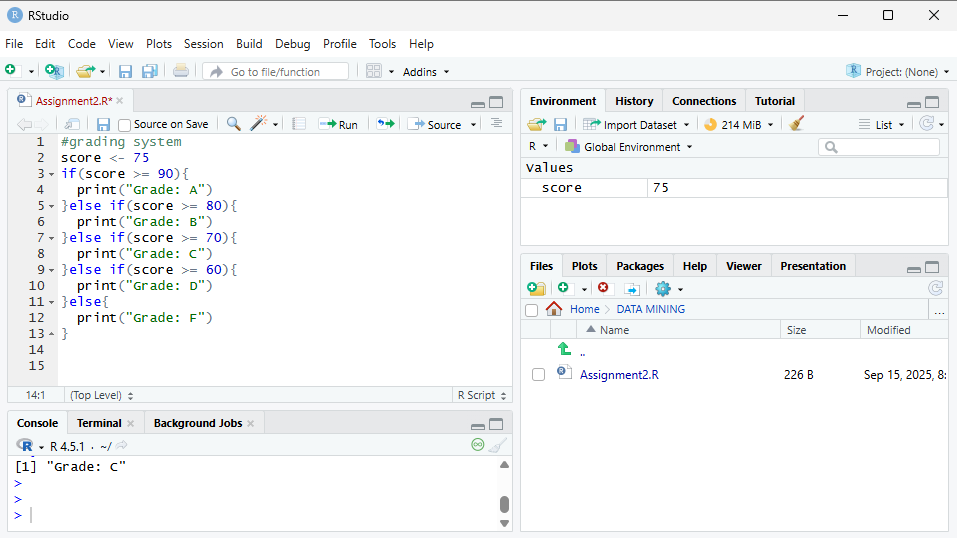 RStudio
File Edit Code View Plots Session Build Debug Profile Tools Help
Go to file/function Addins Project: (None)
Assignment2.R*
Source on Save Run Source
1 #grading system
2 score <- 75
3 if(score >= 90){
4 print("Grade: A")
5 }else if(score >= 80){
6 print("Grade: B")
7 }else if(score >= 70){
8 print("Grade: C")
9 }else if(score >= 60){
10 print("Grade: D")
11 }else{
12 print("Grade: F")
13 }
14
15
14:1 (Top Level) R Script
Console Terminal Background Jobs
R R 4.5.1 · ~/
[1] "Grade: C"
>
>
>
Environment History Connections Tutorial
Import Dataset 214 MiB List
R Global Environment
Values
score 75
Files Plots Packages Help Viewer Presentation
Home DATA MINING ...
Name Size Modified
..
Assignment2.R 226 B Sep 15, 2025, 8: